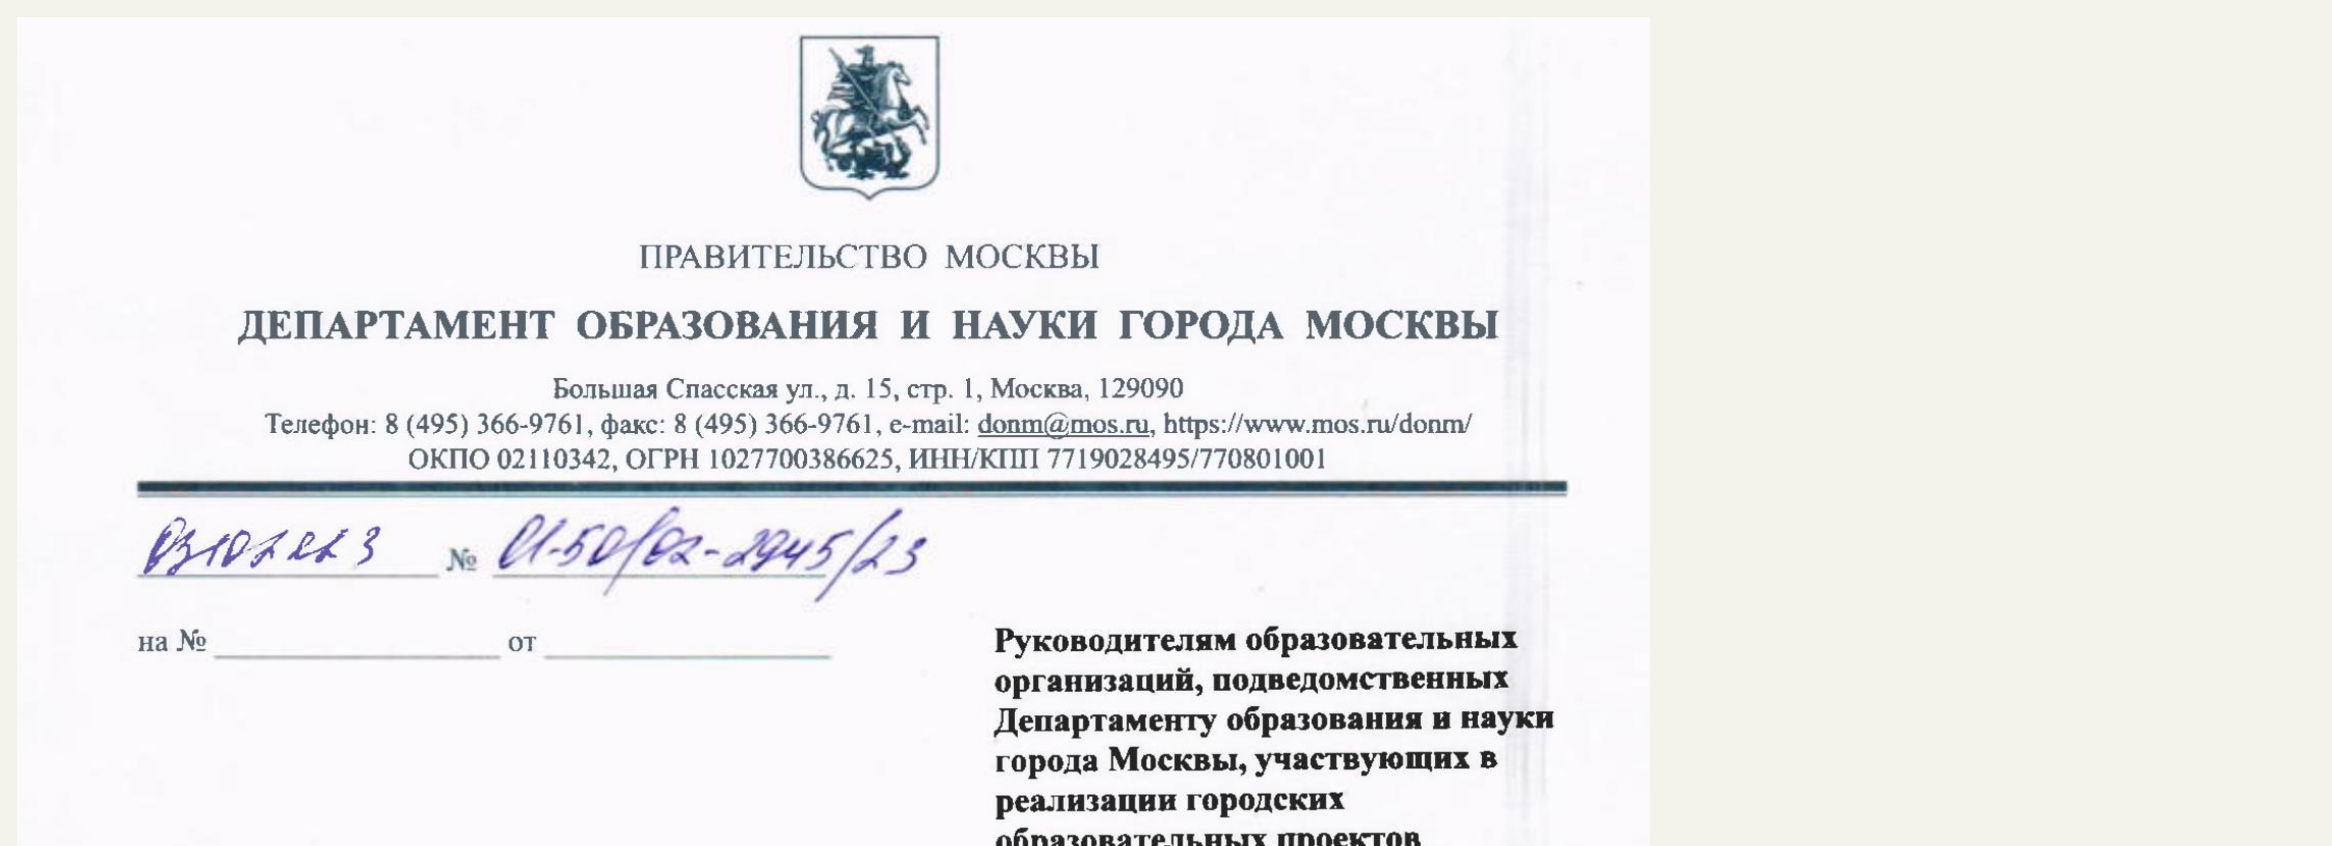 ПРАВИТЕЛЬСТВО МОСКВЫ
ДЕПАРТАМЕНТ ОБРАЗОВАНИЯ И НАУКИ ГОРОДА МОСКВЫ
Большая Спасская ул., д. 15, стр. 1, Москва, 129090
Телефон: 8 (495) 366-9761, факс: 8 (495) 366-9761, e-mail: donm@mos.ru, https://www.mos.ru/donm/
ОКПО 02110342, ОГРН 1027700386625, ИНН/КПП 7719028495/770801001
№ 01-50/02-2945/23
на № от
Руководителям образовательных
организаций, подведомственных
Департаменту образования и науки
города Москвы, участвующих в
реализации городских
образовательных проектов